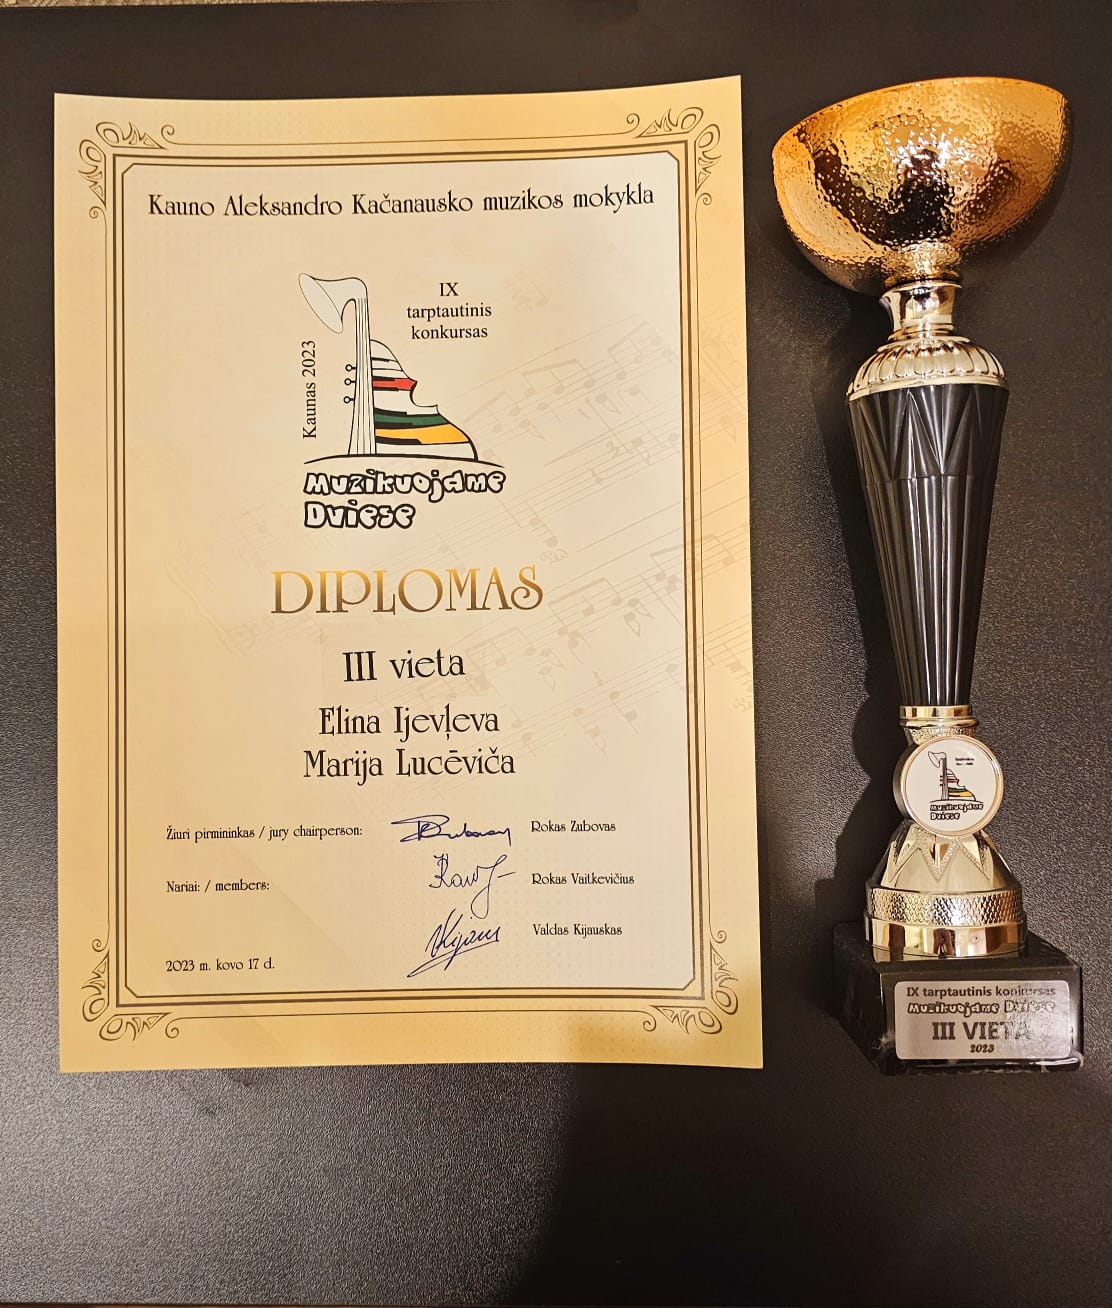 Kauno Aleksandro Kačanausko muzikos mokykla
IX
tarptautinis
konkursas
Kaunas 2023
Muzikuojame
Dviese
DIPLOMAS
III vieta
Elina Ijevļeva
Marija Lucēviča
Žiuri pirmininkas / jury chairperson:
Rokas Zubovas
Nariai: / members:
Rokas Vaitkevičius
Valdas Kijauskas
2023 m. kovo 17 d.
Muzikuojame
Dviese
IX tarptautinis konkursas
Muzikuojame Dviese
III VIETA
2023